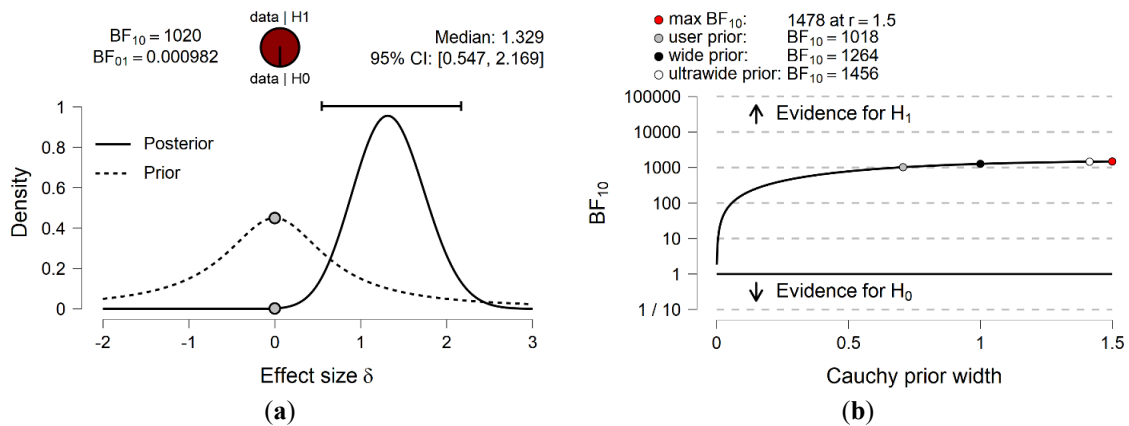 data | H1
BF₁₀ = 1020
BF₀₁ = 0.000982
data | H0
Median: 1.329
95% CI: [0.547, 2.169]
Posterior
Prior
Density
1
0.8
0.6
0.4
0.2
0
-2
-1
0
1
2
3
Effect size δ
(a)
max BF₁₀: 1478 at r = 1.5
user prior: BF₁₀ = 1018
wide prior: BF₁₀ = 1264
ultrawide prior: BF₁₀ = 1456
Evidence for H₁
BF₁₀
100000
10000
1000
100
10
1
1 / 10
Evidence for H₀
0
0.5
1
1.5
Cauchy prior width
(b)